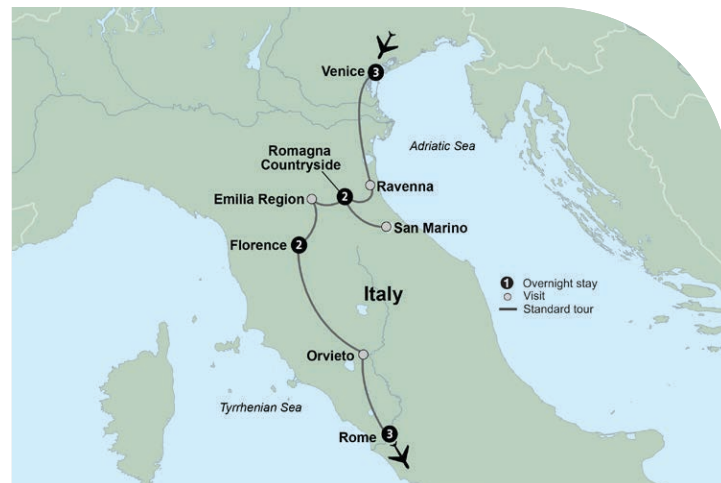 Venice 3
Adriatic Sea
Romagna
Countryside
2
Ravenna
Emilia Region
San Marino
Florence 2
Italy
1 Overnight stay
Visit
Standard tour
Orvieto
Tyrrhenian Sea
Rome 3